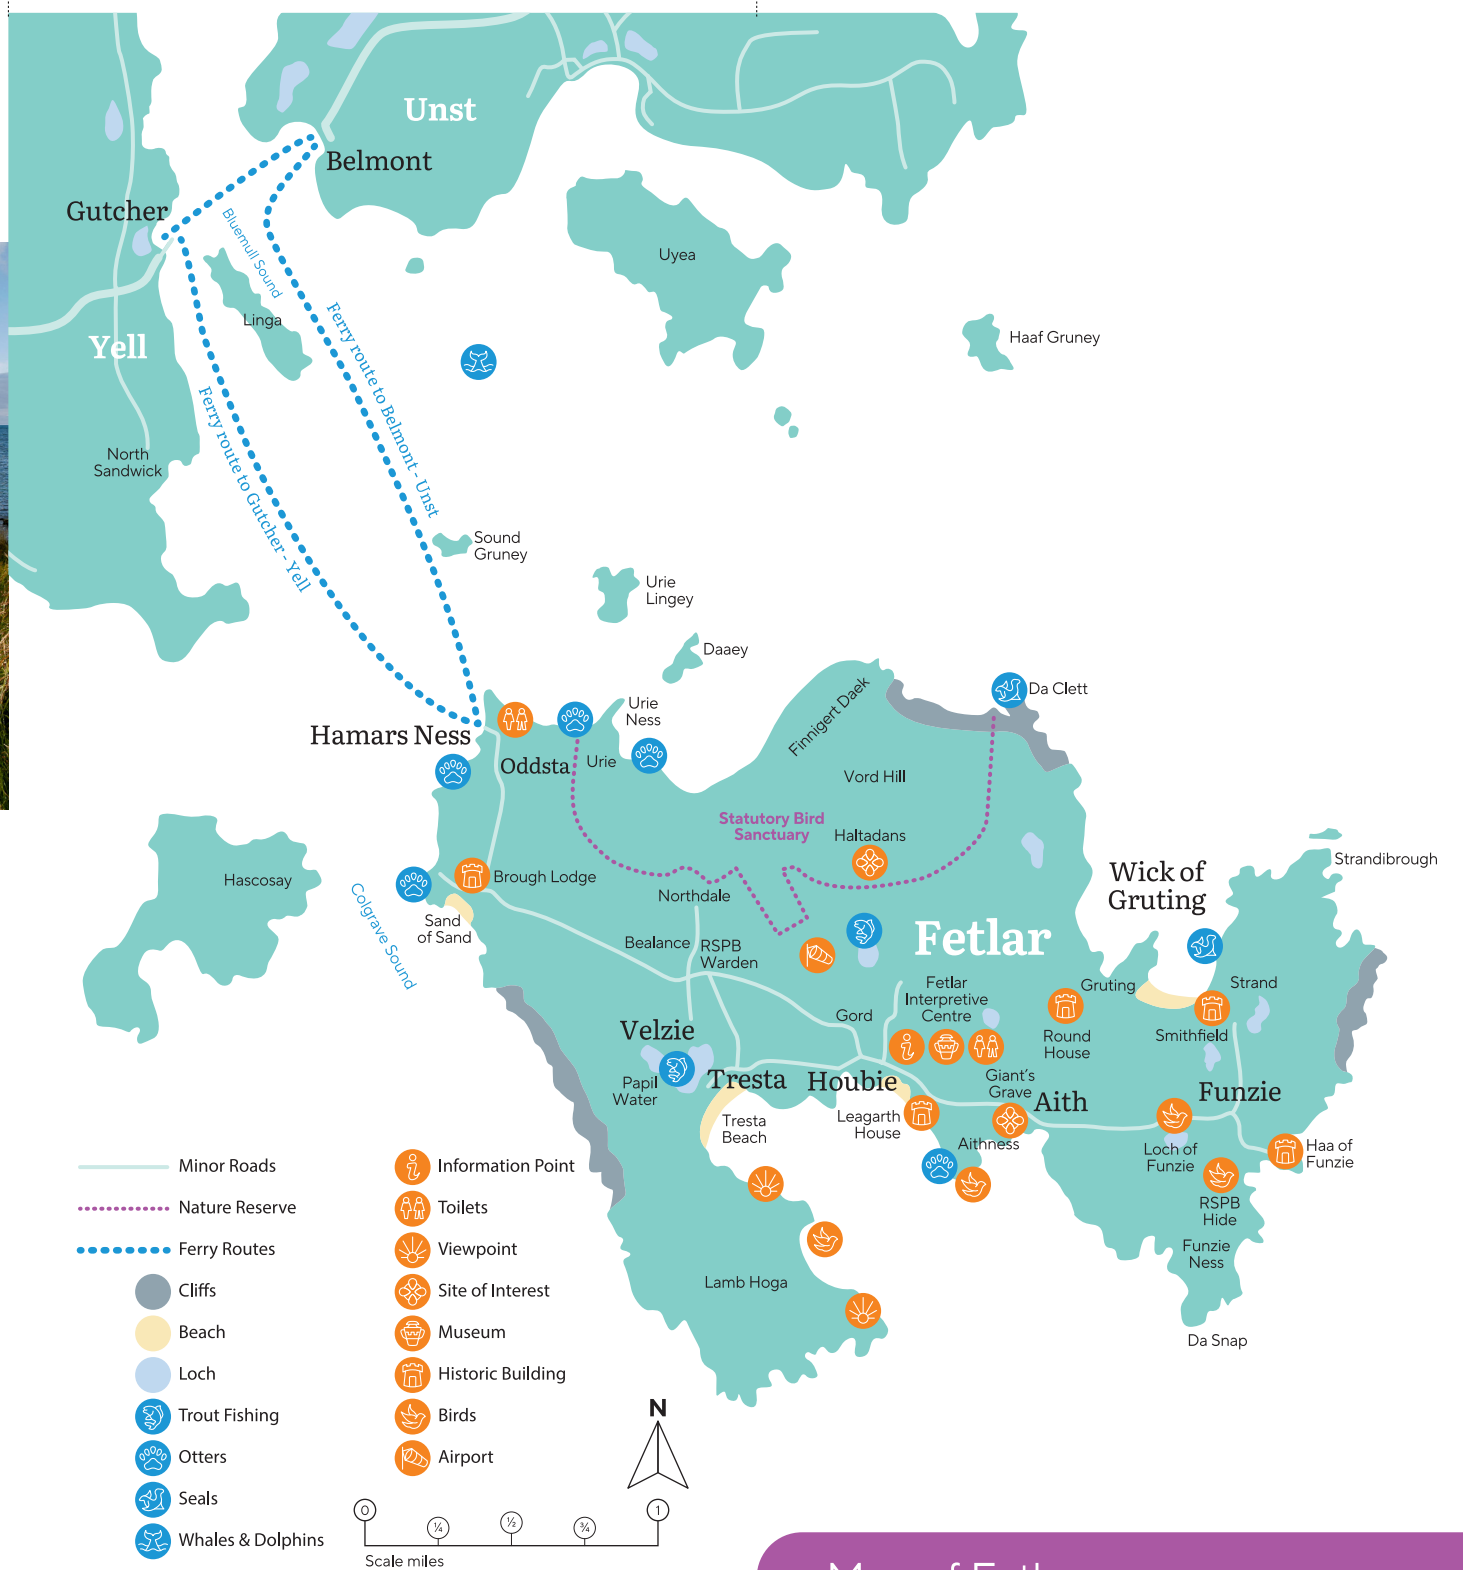 Unst
Belmont
Gutcher
Bluemull Sound
Uyea
Linga
Haaf Gruney
Yell
Ferry route to Belmont - Unst
Ferry route to Gutcher - Yell
North
Sandwick
Sound
Gruney
Urie
Lingey
Daaey
Da Clett
Urie
Ness
Finnigert Daek
Hamars Ness
Oddsta
Urie
Vord Hill
Statutory Bird
Sanctuary
Haltadans
Strandibrough
Wick of
Gruting
Hascosay
Brough Lodge
Colgrave Sound
Northdale
Sand
of Sand
Fetlar
Bealance
RSPB
Warden
Fetlar
Interpretive
Centre
Gruting
Strand
Gord
Velzie
Round
House
Smithfield
Papil
Water
Tresta
Houbie
Giant's
Grave
Aith
Funzie
Tresta
Beach
Leagarth
House
Aithness
Loch of
Funzie
Haa of
Funzie
RSPB
Hide
Funzie
Ness
Lamb Hoga
Da Snap
Minor Roads
Nature Reserve
Ferry Routes
Cliffs
Beach
Loch
Trout Fishing
Otters
Seals
Whales & Dolphins
Information Point
Toilets
Viewpoint
Site of Interest
Museum
Historic Building
Birds
Airport
N
0 ¼ ½ ¾ 1
Scale miles